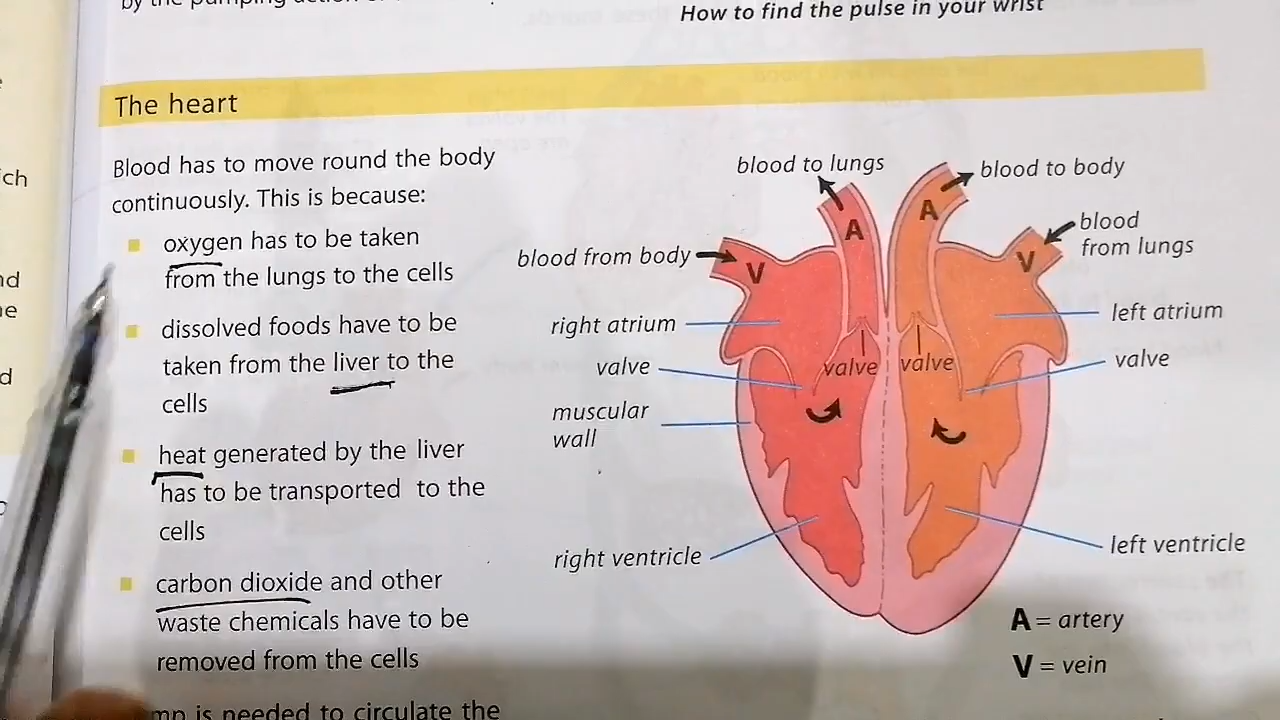 How to find the pulse in your wrist
The heart
Blood has to move round the body
continuously. This is because:
oxygen has to be taken
from the lungs to the cells
dissolved foods have to be
taken from the liver to the
cells
heat generated by the liver
has to be transported to the
cells
carbon dioxide and other
waste chemicals have to be
removed from the cells
is needed to circulate the
blood to lungs
blood to body
A
A
blood
from lungs
blood from body
V
V
right atrium
left atrium
valve
valve
valve
valve
muscular
wall
right ventricle
left ventricle
A = artery
V = vein